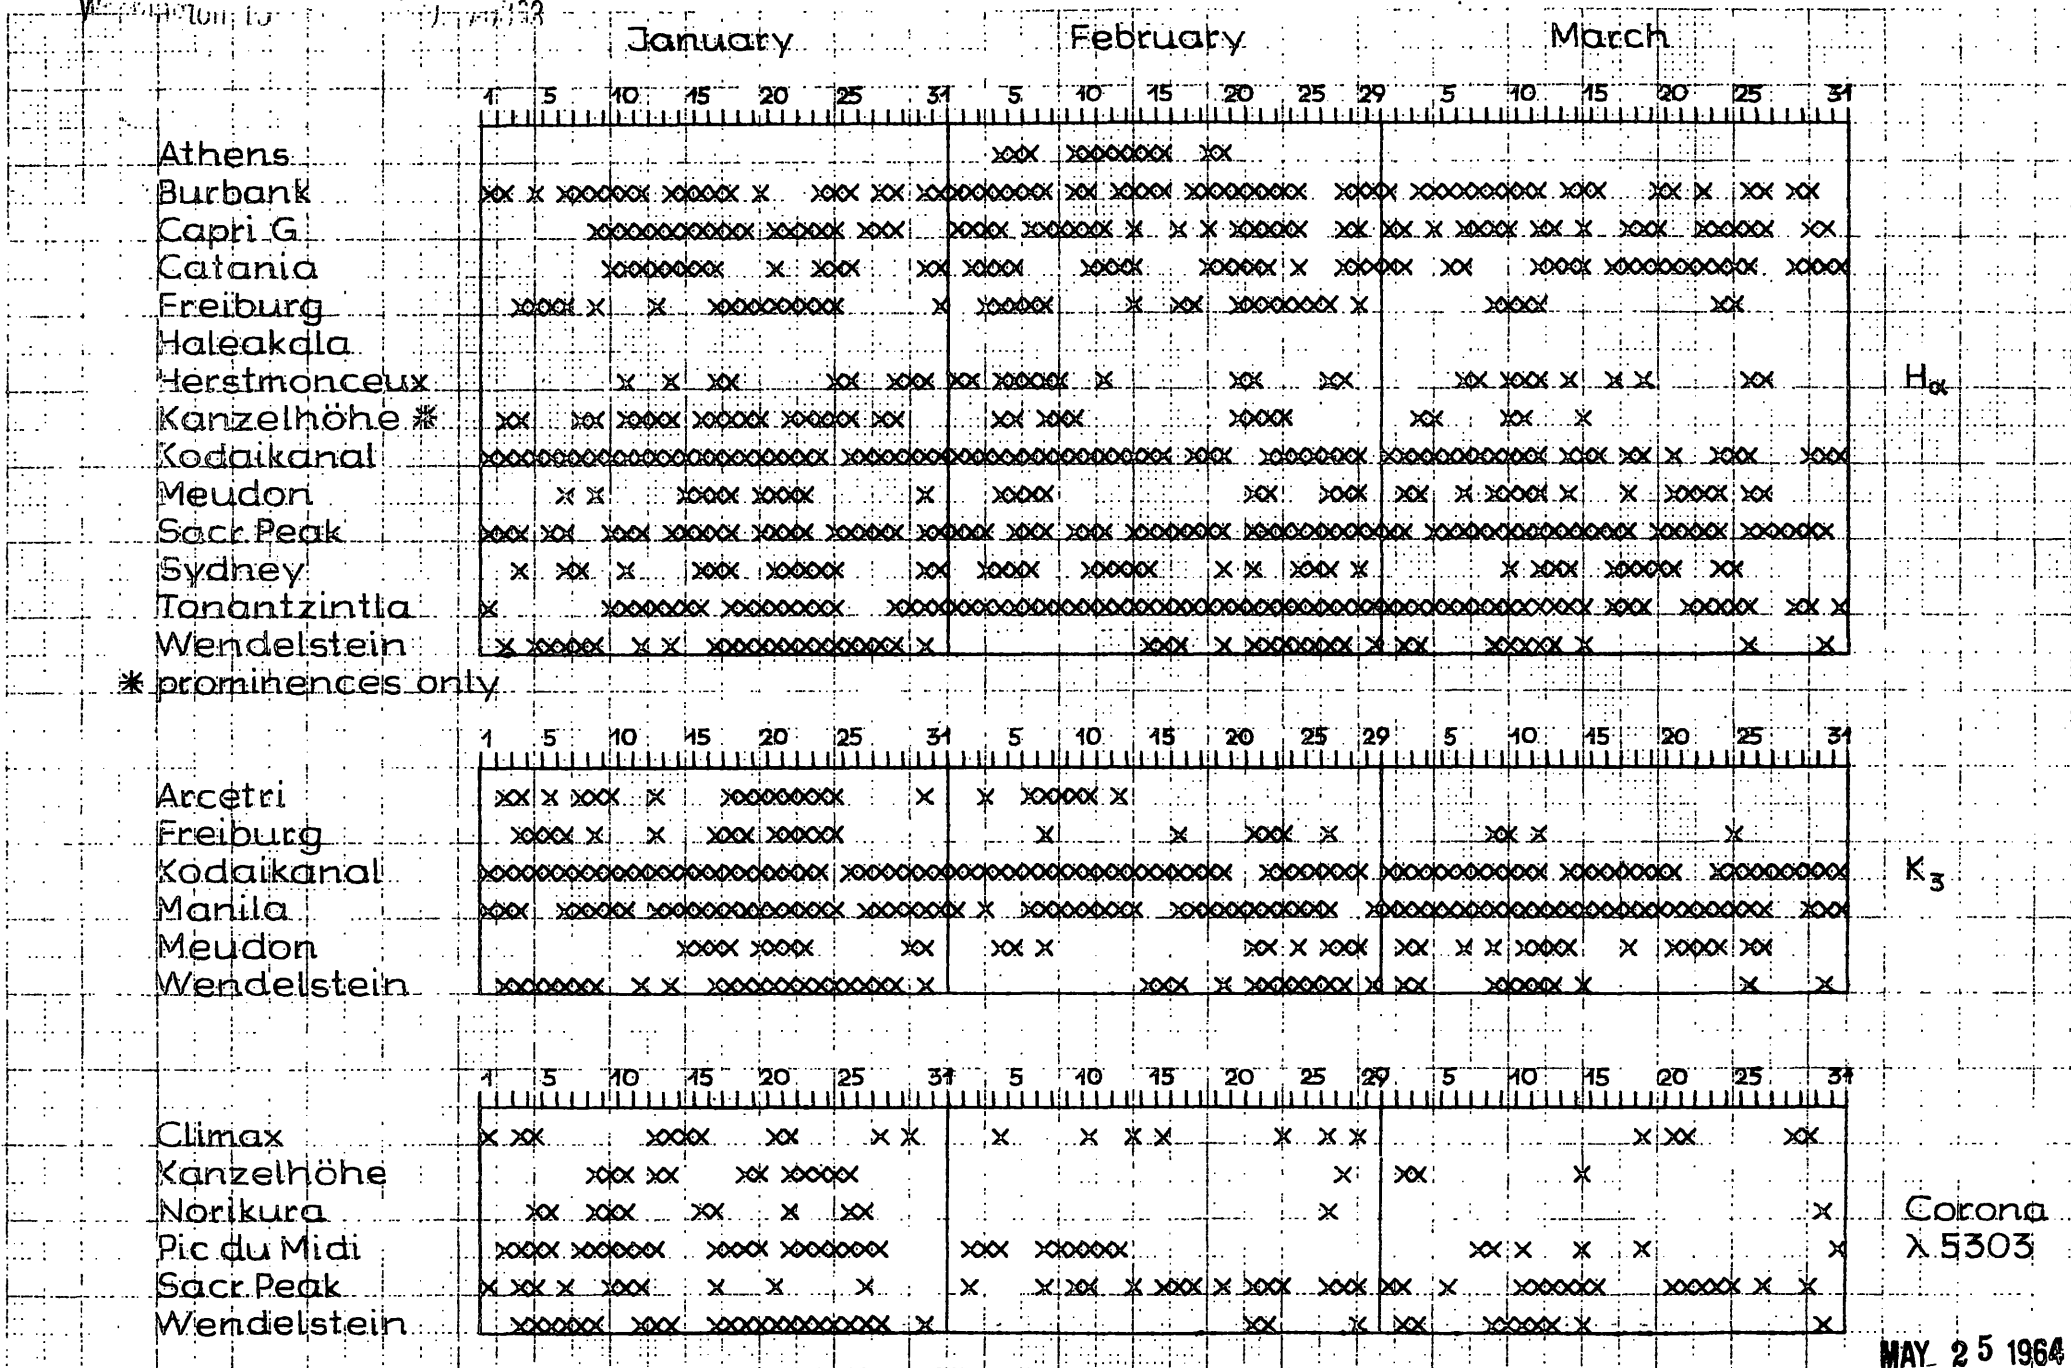 January February March
1 5 10 15 20 25 31 5 10 15 20 25 29 5 10 15 20 25 31
Athens
Burbank
Capri G
Catania
Freiburg
Haleakala
Herstmonceux Hα
Kanzelhöhe *
Kodaikanal
Meudon
Sacr. Peak
Sydney
Tonantzintla
Wendelstein
* prominences only
1 5 10 15 20 25 31 5 10 15 20 25 29 5 10 15 20 25 31
Arcetri
Freiburg
Kodaikanal K3
Manila
Meudon
Wendelstein
1 5 10 15 20 25 31 5 10 15 20 25 29 5 10 15 20 25 31
Climax
Kanzelhöhe
Norikura Corona
Pic du Midi λ 5303
Sacr. Peak
Wendelstein
MAY 25 1964